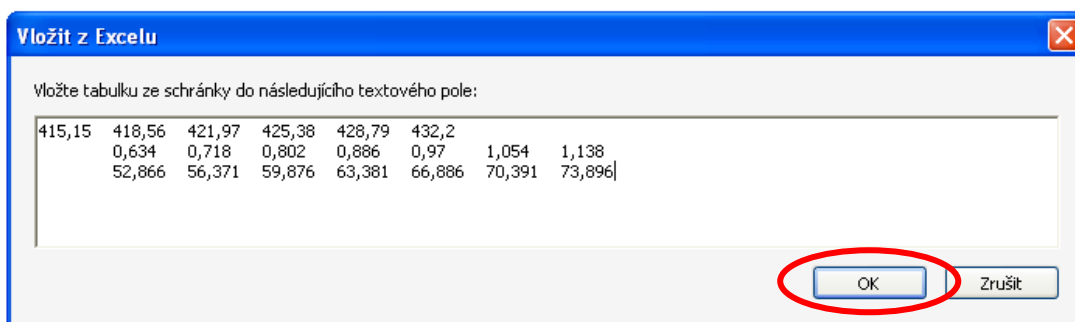 Vložit z Excelu
Vložte tabulku ze schránky do následujícího textového pole:
415,15 418,56 421,97 425,38 428,79 432,2
0,634 0,718 0,802 0,886 0,97 1,054 1,138
52,866 56,371 59,876 63,381 66,886 70,391 73,896
OK Zrušit